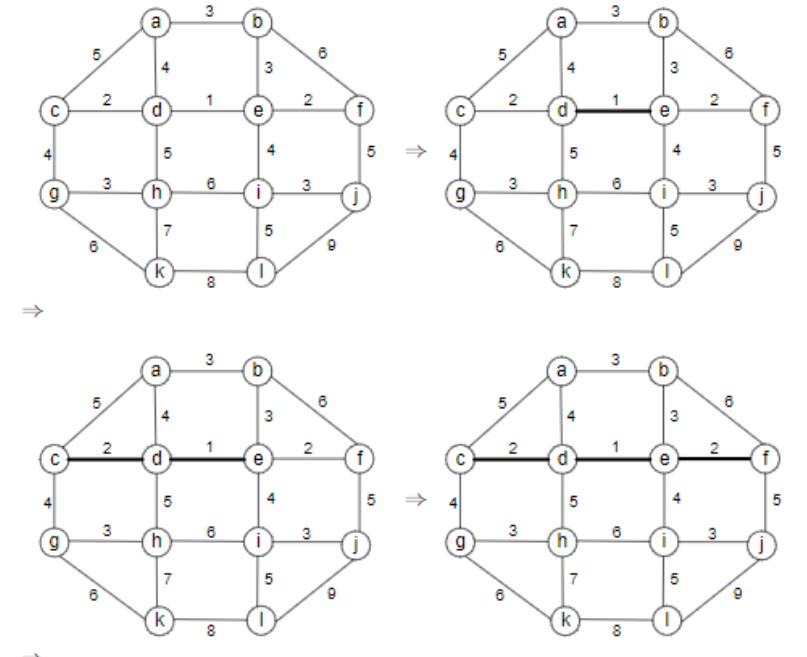 3
3
a b a b
5 6 5 6
4 3 4 3
2 1 2 2 1 2
c d e f c d e f
4 5 4 5 ⇒ 4 5 4 5
3 6 3 3 6 3
g h i j g h i j
7 5 7 5
6 9 6 9
k l k l
8 8
⇒
3 3
a b a b
5 6 5 6
4 3 4 3
2 1 2 2 1 2
c d e f c d e f
4 5 4 5 ⇒ 4 5 4 5
3 6 3 3 6 3
g h i j g h i j
7 5 7 5
6 9 6 9
k l k l
8 8